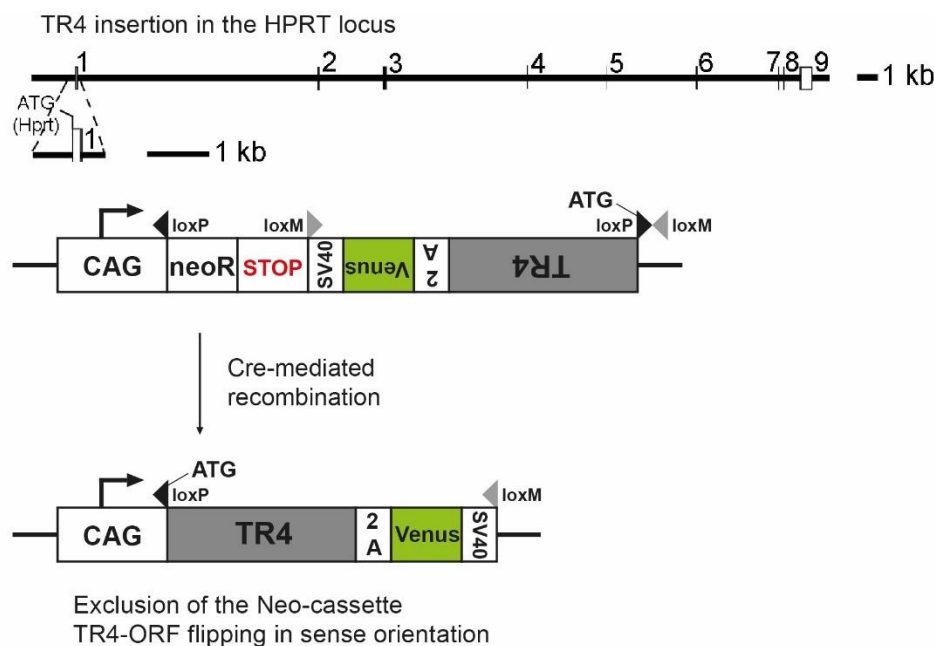 TR4 insertion in the HPRT locus
1 2 3 4 5 6 7 8 9 1 kb
ATG
(Hprt) 1 1 kb
ATG
loxP loxM loxP loxM
CAG neoR STOP SV40 Venus 2A TR4
Cre-mediated
recombination
ATG
loxP loxM
CAG TR4 2A Venus SV40
Exclusion of the Neo-cassette
TR4-ORF flipping in sense orientation